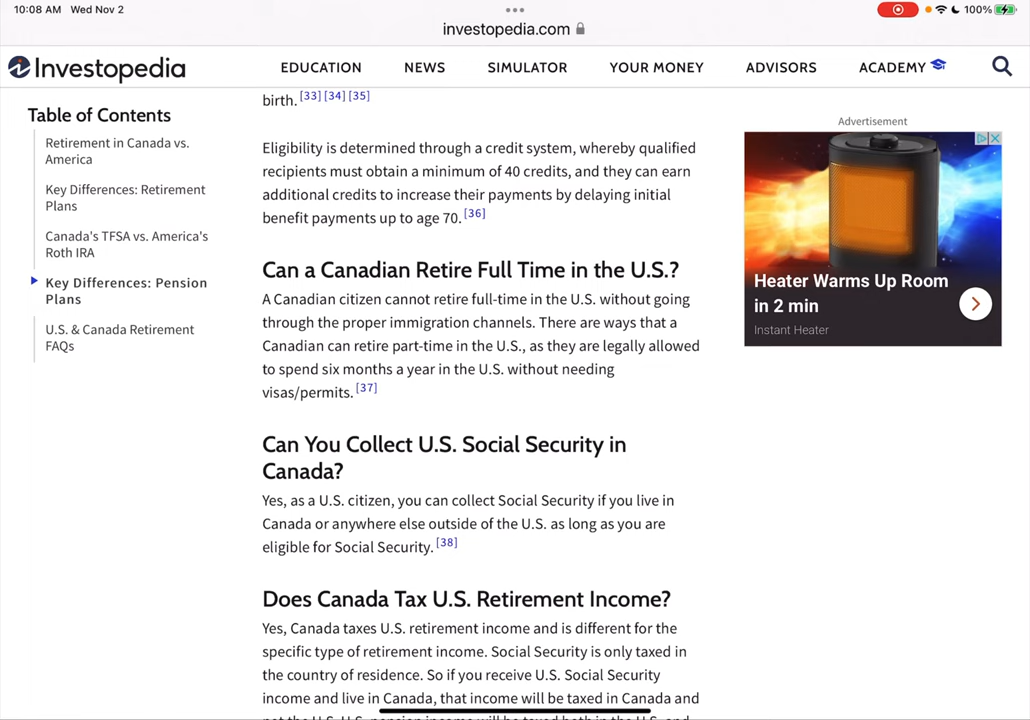 10:08 AM Wed Nov 2
100%
investopedia.com
Investopedia
EDUCATION NEWS SIMULATOR YOUR MONEY ADVISORS ACADEMY
Table of Contents
Retirement in Canada vs.
America
Key Differences: Retirement
Plans
Canada's TFSA vs. America's
Roth IRA
Key Differences: Pension
Plans
U.S. & Canada Retirement
FAQs
birth. [33] [34] [35]
Eligibility is determined through a credit system, whereby qualified
recipients must obtain a minimum of 40 credits, and they can earn
additional credits to increase their payments by delaying initial
benefit payments up to age 70. [36]
Can a Canadian Retire Full Time in the U.S.?
A Canadian citizen cannot retire full-time in the U.S. without going
through the proper immigration channels. There are ways that a
Canadian can retire part-time in the U.S., as they are legally allowed
to spend six months a year in the U.S. without needing
visas/permits. [37]
Can You Collect U.S. Social Security in
Canada?
Yes, as a U.S. citizen, you can collect Social Security if you live in
Canada or anywhere else outside of the U.S. as long as you are
eligible for Social Security. [38]
Does Canada Tax U.S. Retirement Income?
Yes, Canada taxes U.S. retirement income and is different for the
specific type of retirement income. Social Security is only taxed in
the country of residence. So if you receive U.S. Social Security
income and live in Canada, that income will be taxed in Canada and
Advertisement
Heater Warms Up Room
in 2 min
Instant Heater